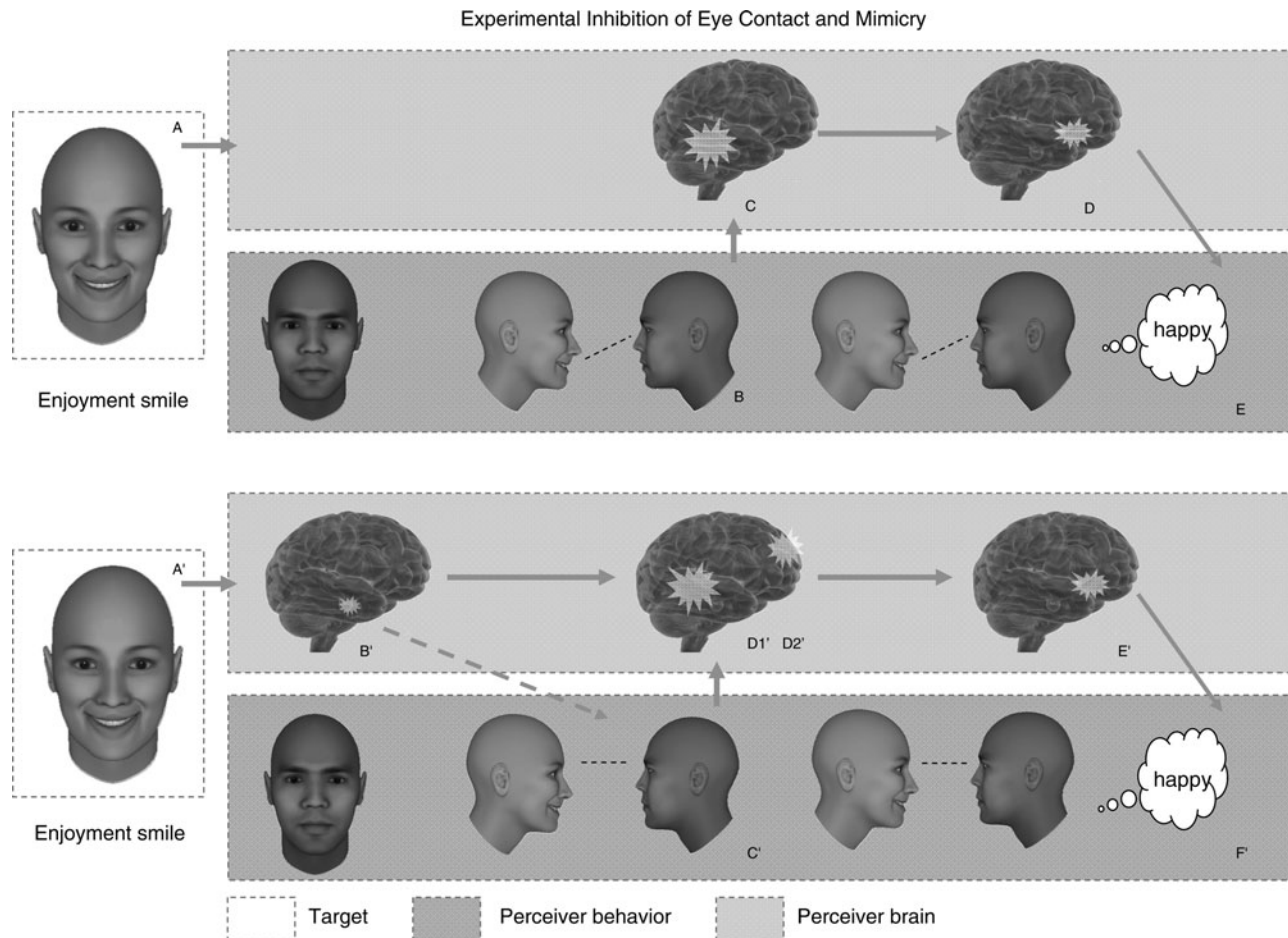 Experimental Inhibition of Eye Contact and Mimicry
A
C
D
Enjoyment smile
B
happy
E
A'
B'
D1' D2'
E'
Enjoyment smile
C'
happy
F'
Target
Perceiver behavior
Perceiver brain